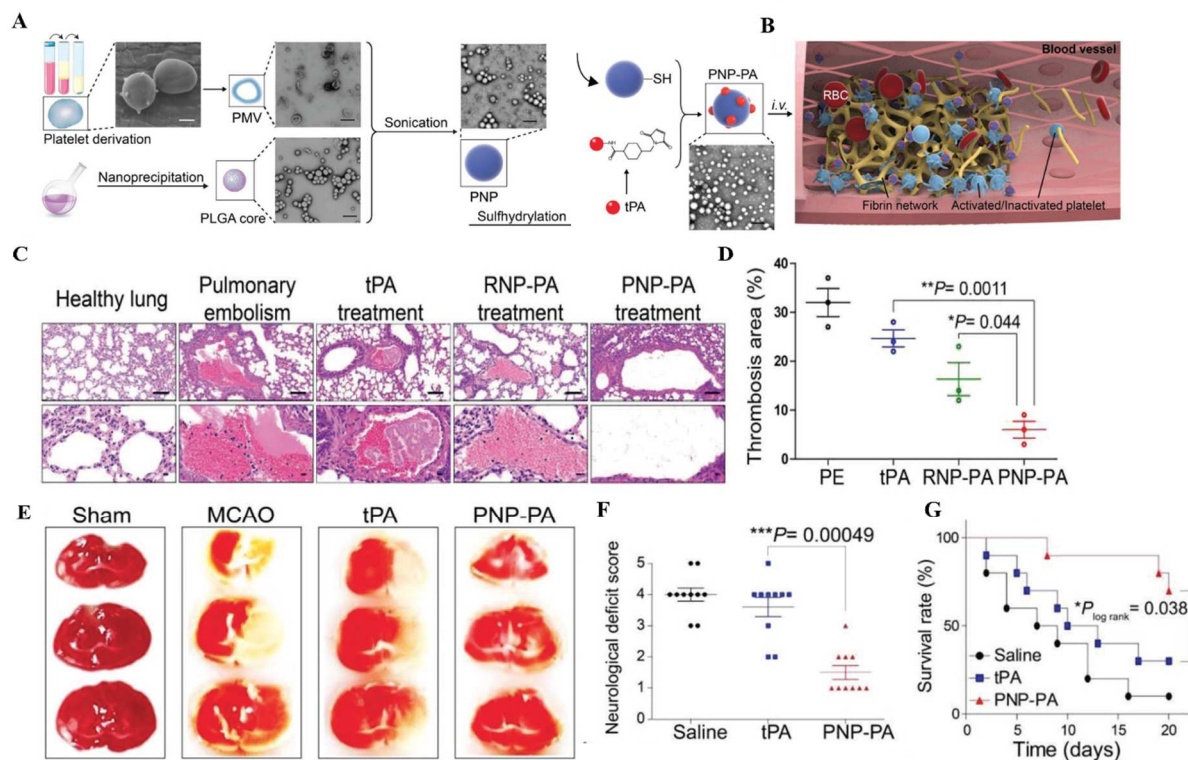 A
Platelet derivation
PMV
Nanoprecipitation
PLGA core
Sonication
PNP
Sulfhydrylation
SH
NH
O
O
N
O
tPA
PNP-PA
i.v.
B
Blood vessel
RBC
Fibrin network
Activated/Inactivated platelet
C
Healthy lung
Pulmonary
embolism
tPA
treatment
RNP-PA
treatment
PNP-PA
treatment
D
Thrombosis area (%)
40
30
20
10
0
**P= 0.0011
*P= 0.044
PE
tPA
RNP-PA
PNP-PA
E
Sham
MCAO
tPA
PNP-PA
F
Neurological deficit score
***P= 0.00049
6
5
4
3
2
1
0
Saline
tPA
PNP-PA
G
Survival rate (%)
100
50
0
*P log rank = 0.038
Saline
tPA
PNP-PA
0
5
10
15
20
Time (days)